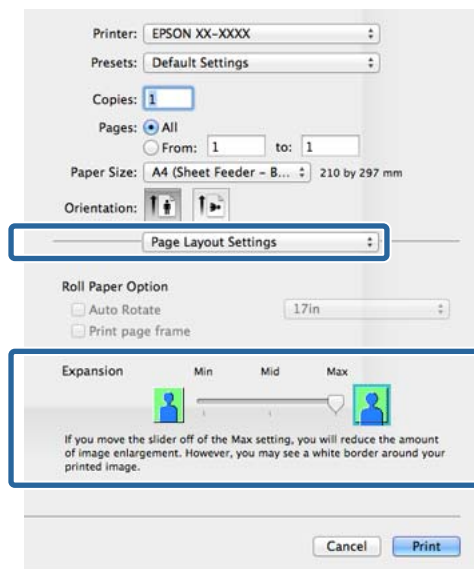 Printer: EPSON XX-XXXX
Presets: Default Settings
Copies: 1
Pages: All
From: 1 to: 1
Paper Size: A4 (Sheet Feeder - B... 210 by 297 mm
Orientation:
Page Layout Settings
Roll Paper Option
Auto Rotate 17in
Print page frame
Expansion Min Mid Max
If you move the slider off of the Max setting, you will reduce the amount
of image enlargement. However, you may see a white border around your
printed image.
Cancel Print